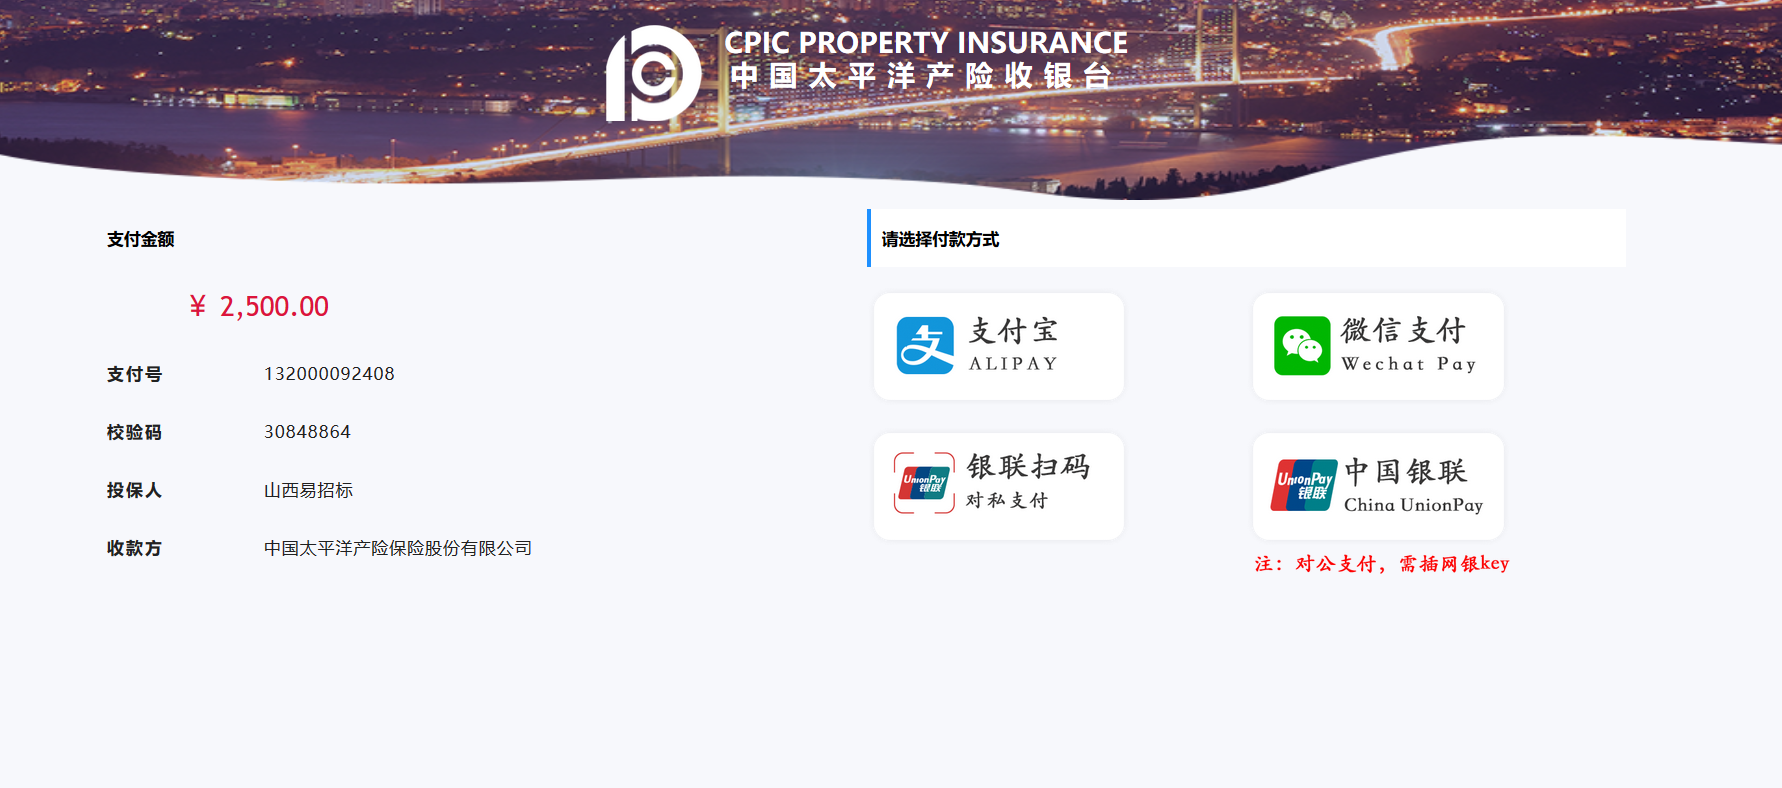 CPIC PROPERTY INSURANCE
中国太平洋产险收银台
支付金额
¥ 2,500.00
支付号 132000092408
校验码 30848864
投保人 山西易招标
收款方 中国太平洋产险保险股份有限公司
请选择付款方式
支付宝
ALIPAY
微信支付
Wechat Pay
UnionPay
银联
银联扫码
对私支付
UnionPay
银联
中国银联
China UnionPay
注：对公支付，需插网银key